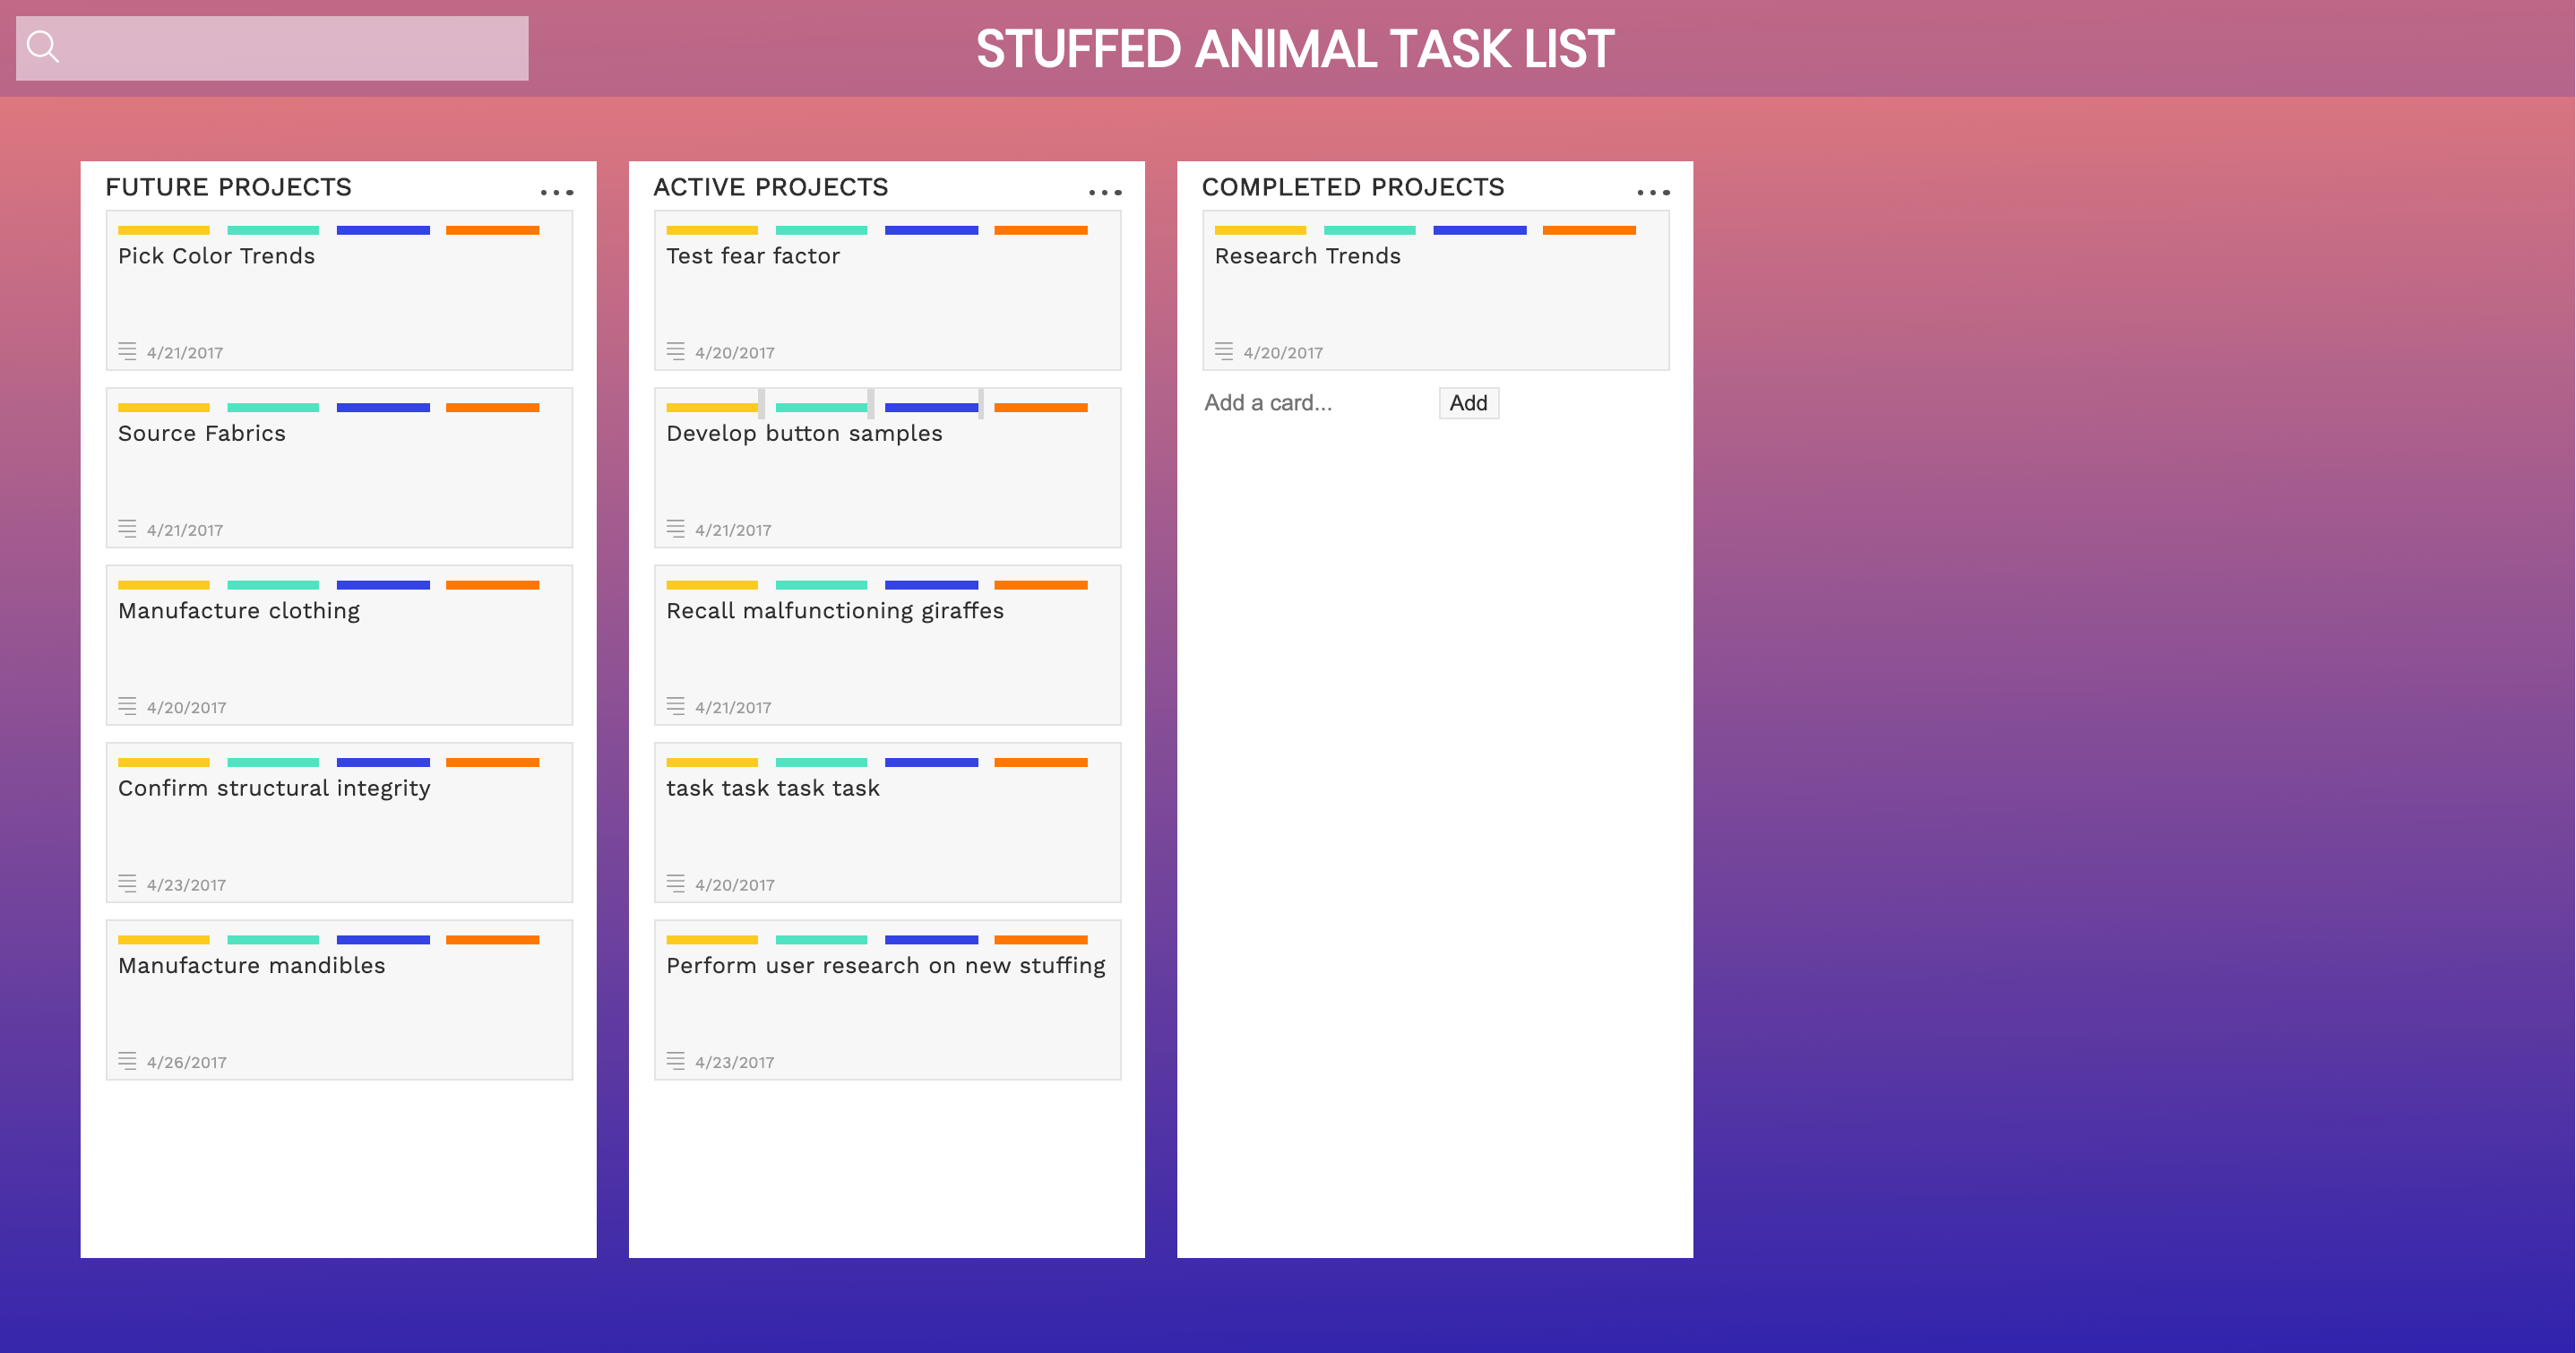 STUFFED ANIMAL TASK LIST
FUTURE PROJECTS
Pick Color Trends
4/21/2017
Source Fabrics
4/21/2017
Manufacture clothing
4/20/2017
Confirm structural integrity
4/23/2017
Manufacture mandibles
4/26/2017
ACTIVE PROJECTS
Test fear factor
4/20/2017
Develop button samples
4/21/2017
Recall malfunctioning giraffes
4/21/2017
task task task task
4/20/2017
Perform user research on new stuffing
4/23/2017
COMPLETED PROJECTS
Research Trends
4/20/2017
Add a card...
Add